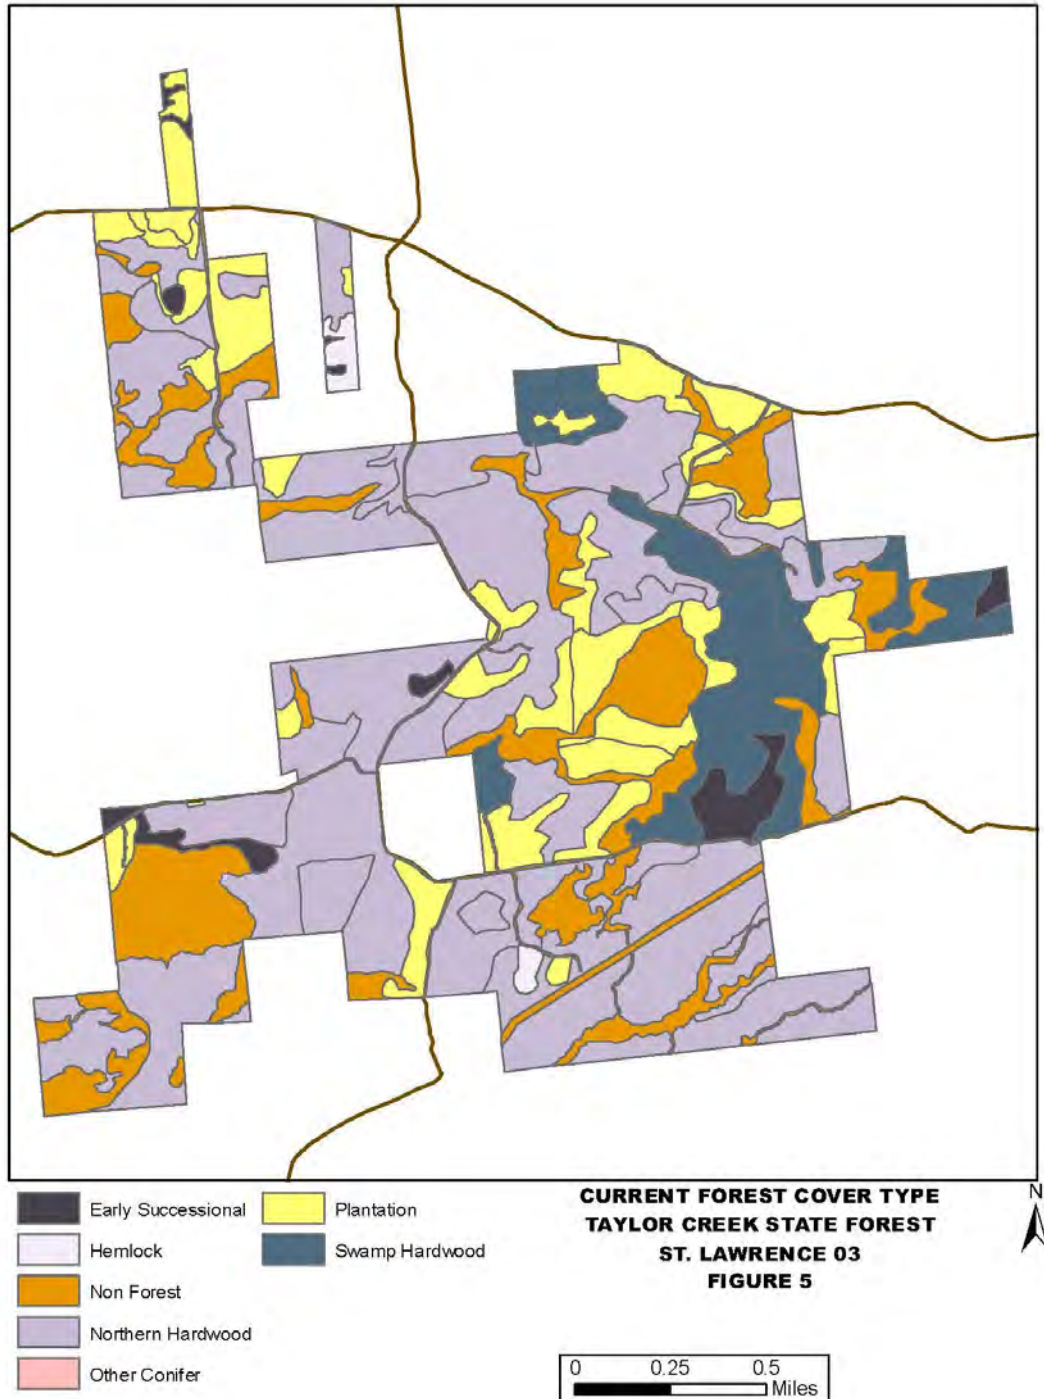 Early Successional
Hemlock
Non Forest
Northern Hardwood
Other Conifer
Plantation
Swamp Hardwood
CURRENT FOREST COVER TYPE
TAYLOR CREEK STATE FOREST
ST. LAWRENCE 03
FIGURE 5
N
0 0.25 0.5
Miles